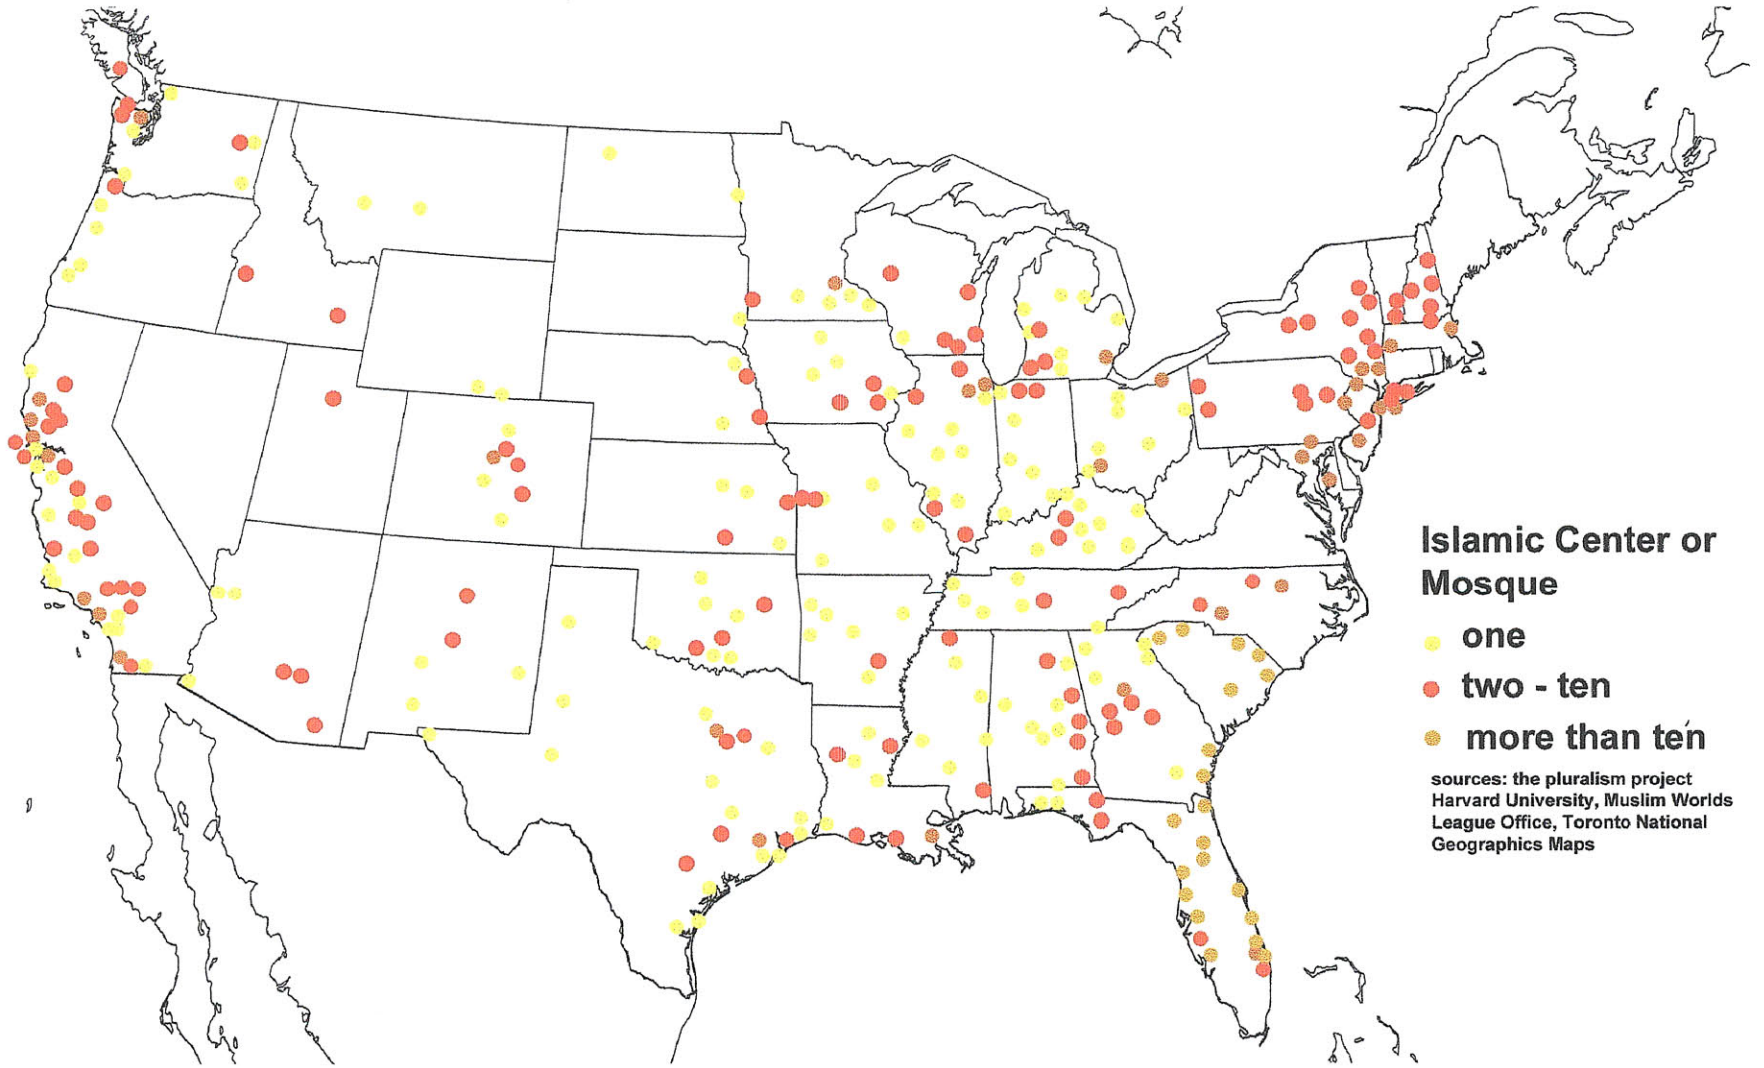 Islamic Center or
Mosque
one
two - ten
more than ten
sources: the pluralism project
Harvard University, Muslim Worlds
League Office, Toronto National
Geographics Maps